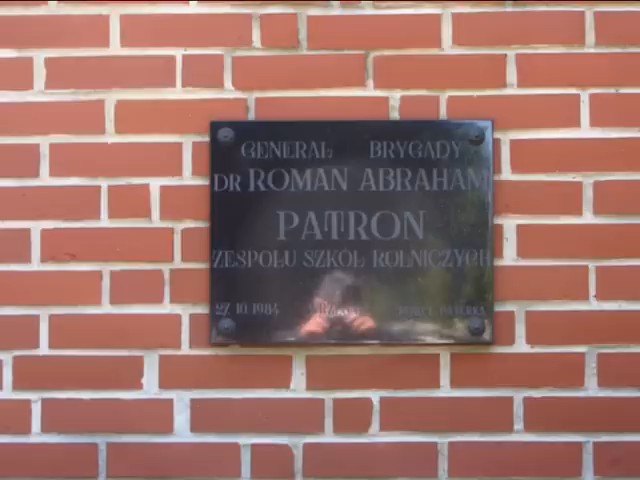 GENERAŁ BRYGADY
DR ROMAN ABRAHAM
PATRON
ZESPOŁU SZKÓŁ ROLNICZYCH
27.10.1984